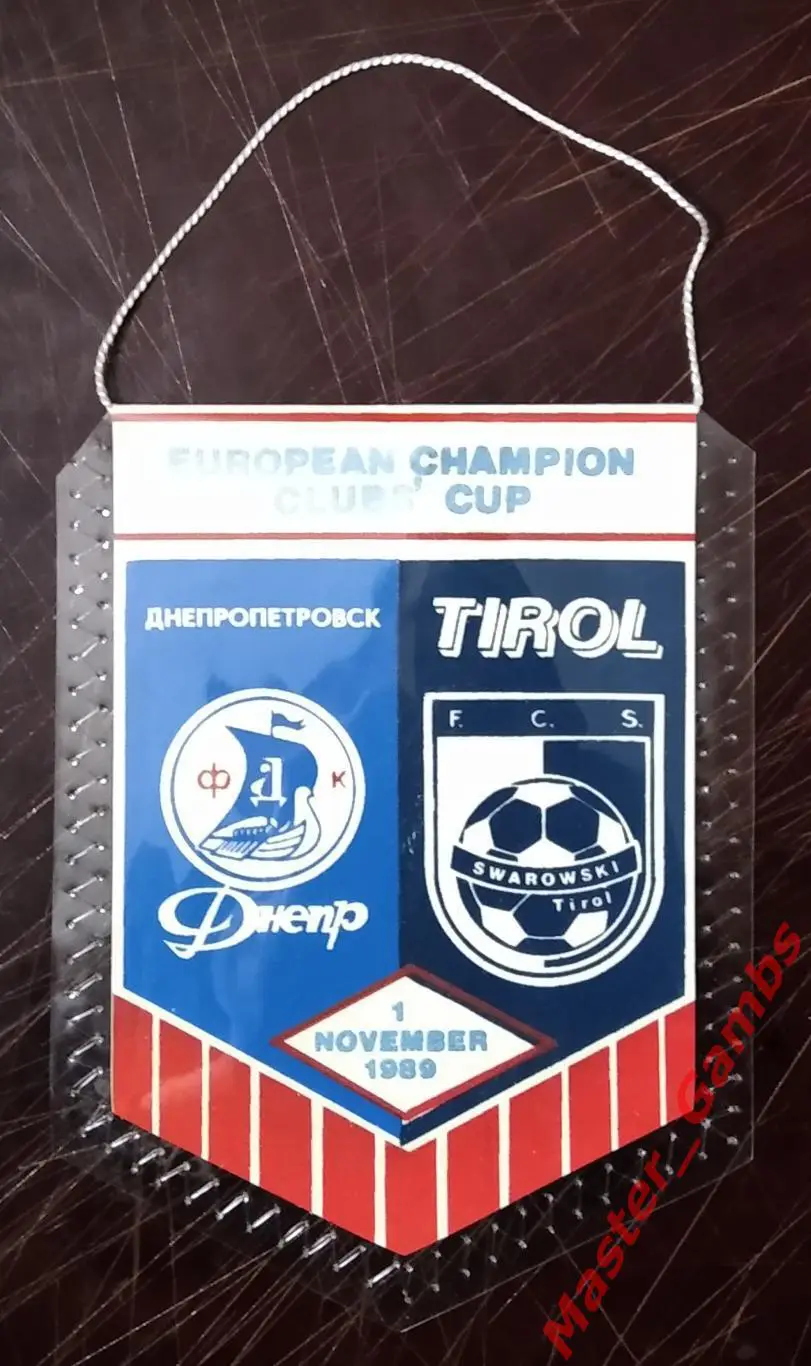 EUROPEAN CHAMPION
CLUBS' CUP
ДНЕПРОПЕТРОВСК
TIROL
Ф Д К
Днепр
F. C. S.
SWAROWSKI
Tirol
1
NOVEMBER
1989
Master_Gambs